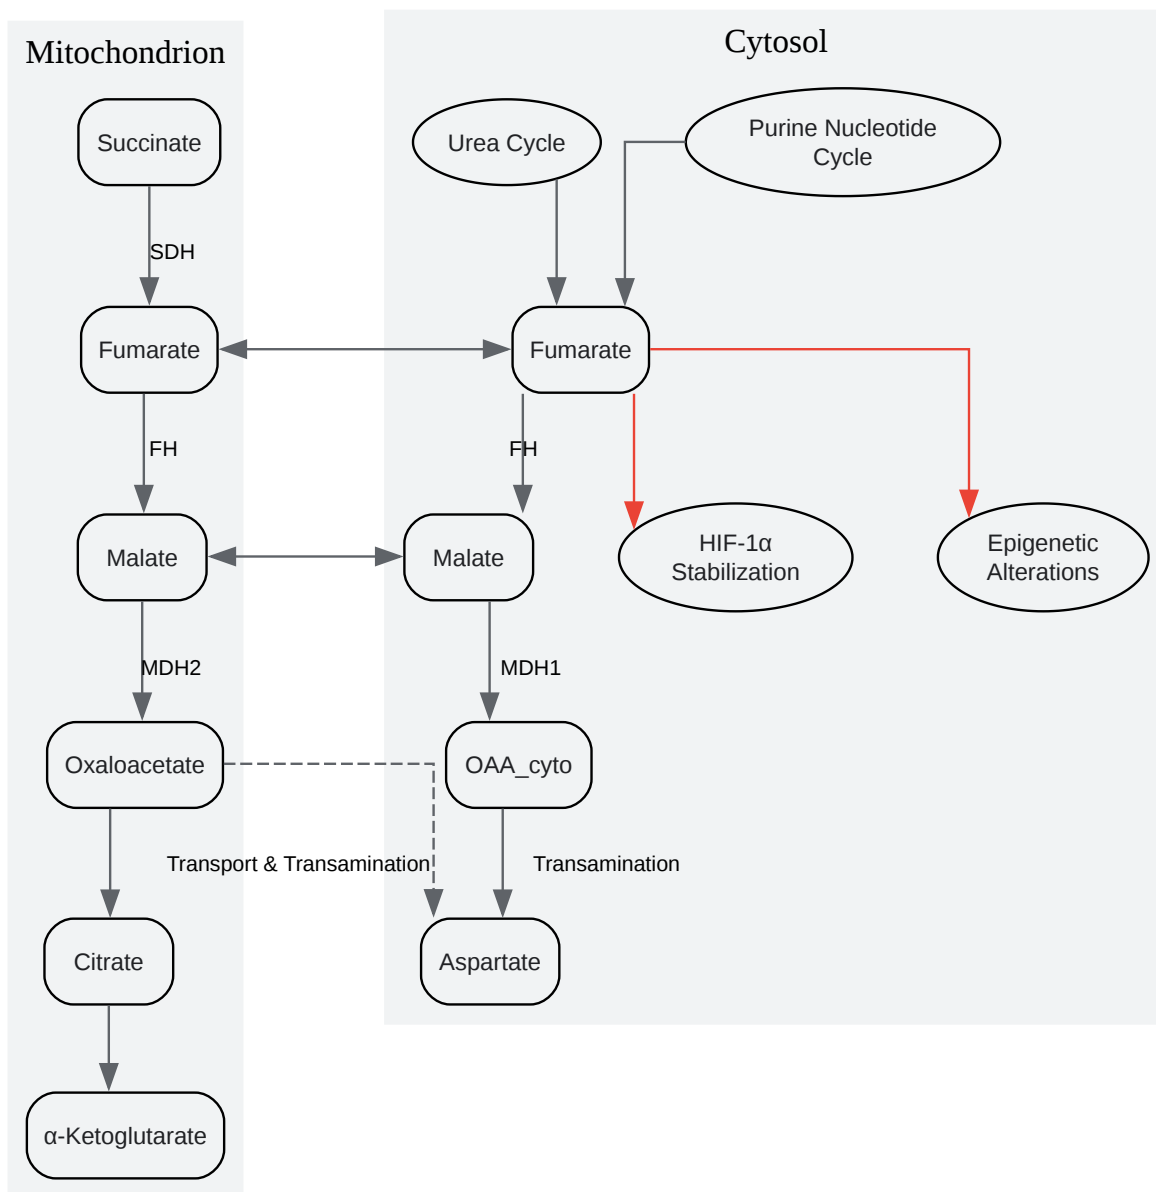 Mitochondrion
Cytosol
Succinate
Urea Cycle
Purine Nucleotide
Cycle
SDH
Fumarate
Fumarate
FH
FH
Malate
Malate
HIF-1α
Stabilization
Epigenetic
Alterations
MDH2
MDH1
Oxaloacetate
OAA_cyto
Transport & Transamination
Transamination
Citrate
Aspartate
α-Ketoglutarate